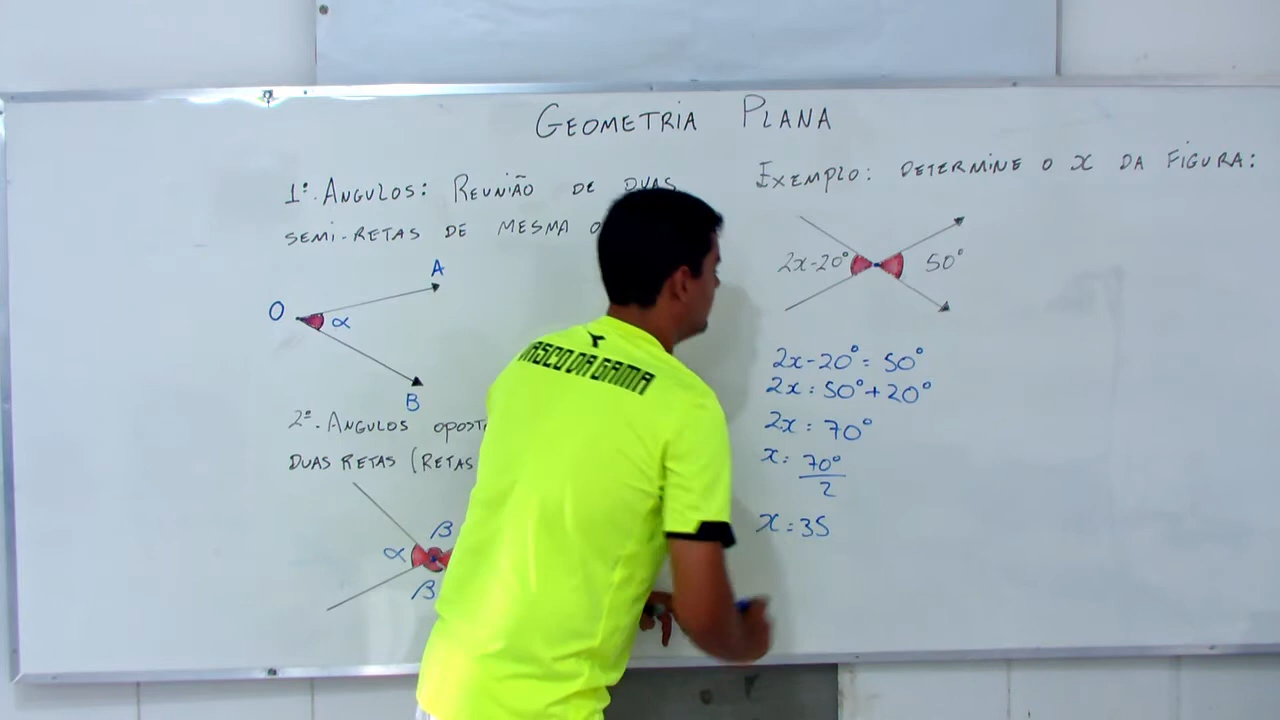 GEOMETRIA PLANA
1º. ANGULOS: REUNIÃO DE DUAS
SEMI-RETAS DE MESMA
A
O
α
B
2º. ANGULOS
DUAS RETAS (RETAS
β
α
β
EXEMPLO: DETERMINE O x DA FIGURA:
2x-20° 50°
2x-20° = 50°
2x = 50° + 20°
2x = 70°
x = 70°
2
x = 35
VASCO DA GAMA